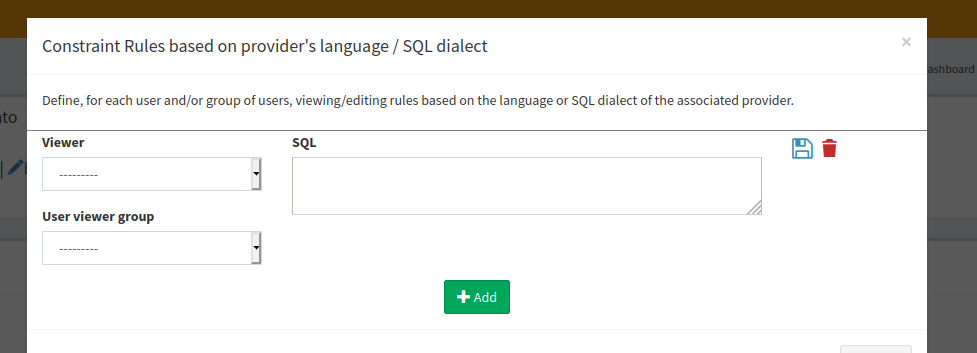 Constraint Rules based on provider's language / SQL dialect
×
ashboard
Define, for each user and/or group of users, viewing/editing rules based on the language or SQL dialect of the associated provider.
nto
Viewer
SQL
---------
User viewer group
---------
Add